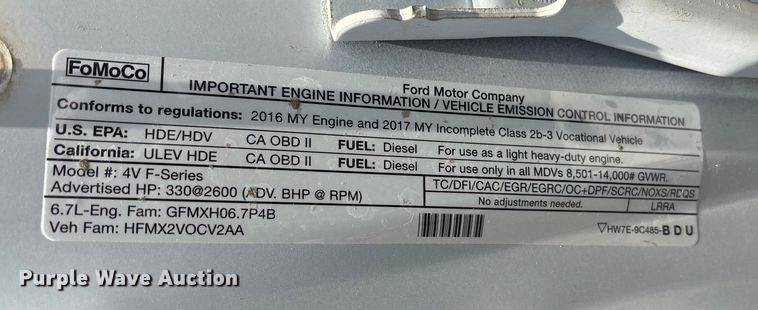 FoMoCo
Ford Motor Company
IMPORTANT ENGINE INFORMATION / VEHICLE EMISSION CONTROL INFORMATION
Conforms to regulations: 2016 MY Engine and 2017 MY Incomplete Class 2b-3 Vocational Vehicle
U.S. EPA: HDE/HDV CA OBD II FUEL: Diesel For use as a light heavy-duty engine.
California: ULEV HDE CA OBD II FUEL: Diesel For use only in all MDVs 8,501-14,000# GVWR.
Model #: 4V F-Series
TC/DFI/CAC/EGR/EGRC/OC+DPF/SCRC/NOXS/RDQS
Advertised HP: 330@2600 (ADV. BHP @ RPM)
No adjustments needed. LRRA
6.7L-Eng. Fam: GFMXH06.7P4B
Veh Fam: HFMX2VOCV2AA
▽HW7E-9C485-BDU
Purple Wave Auction